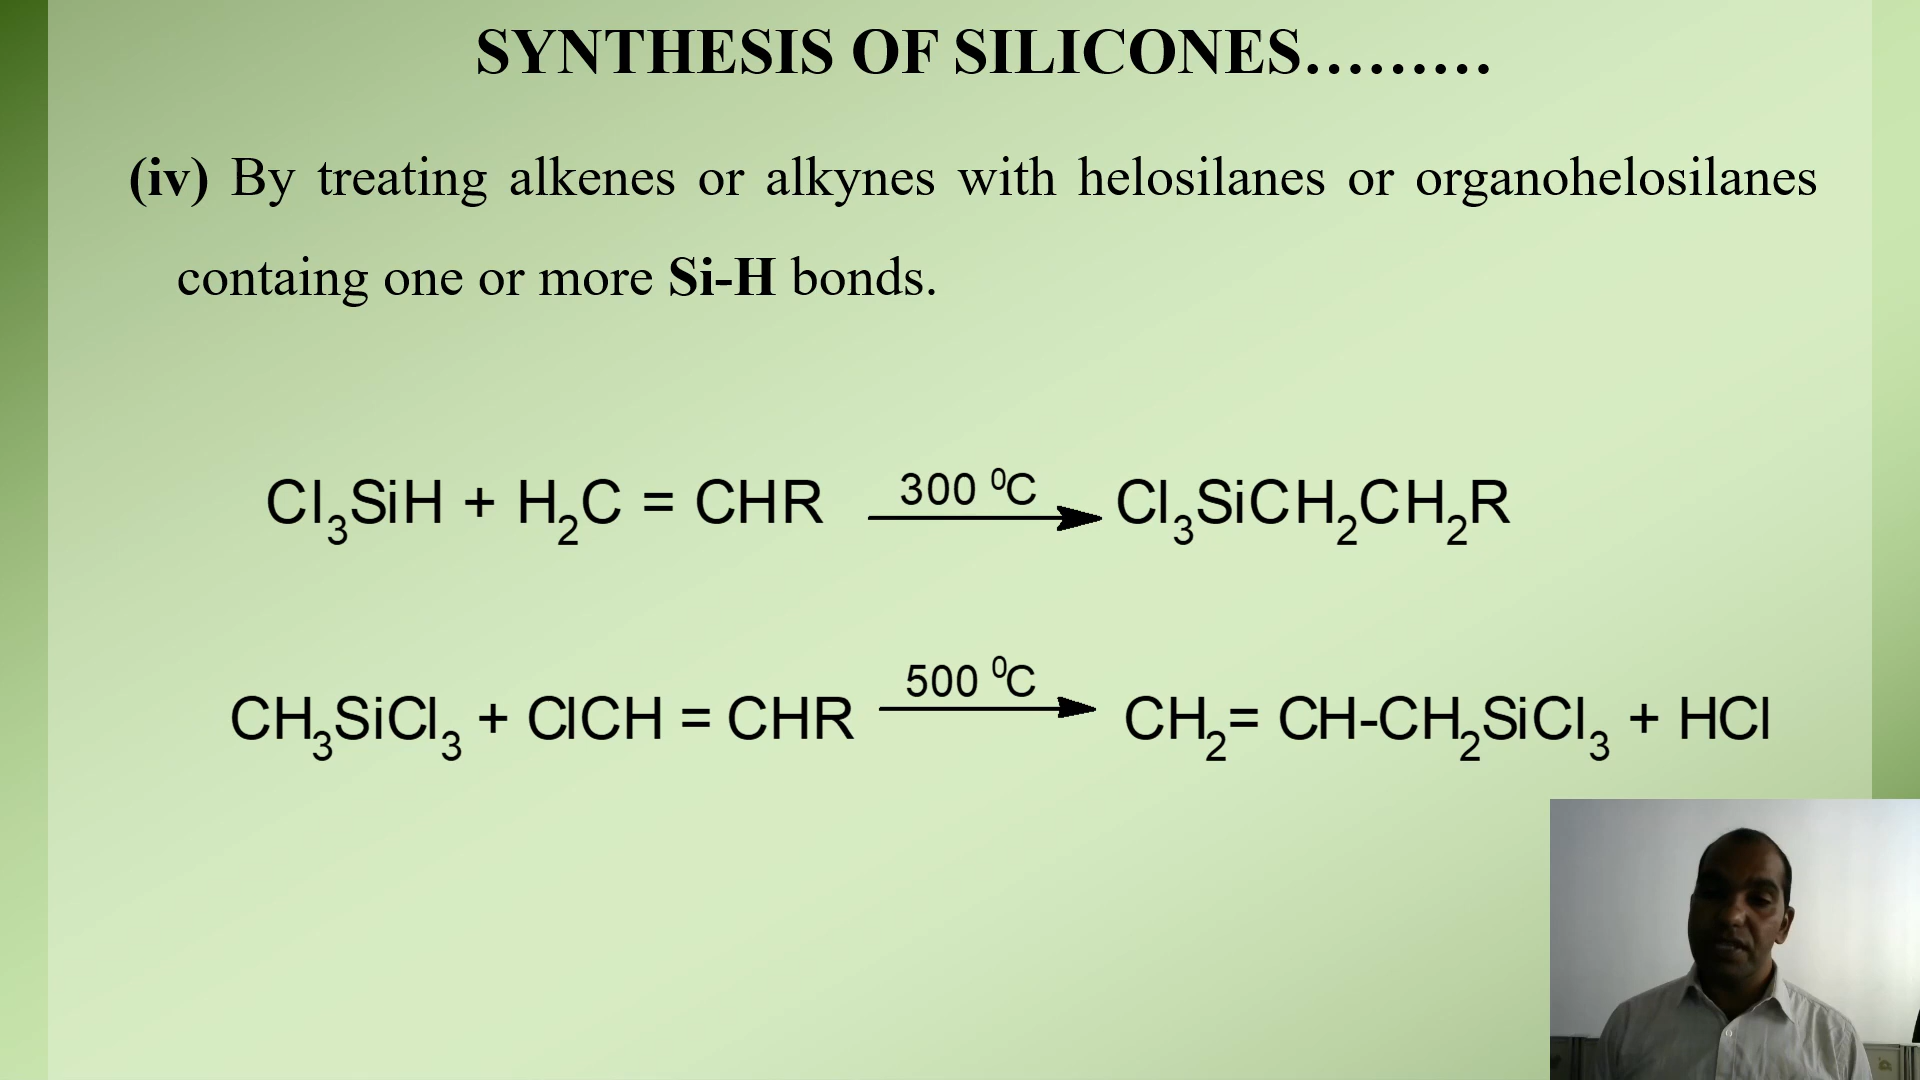 SYNTHESIS OF SILICONES.........
(iv) By treating alkenes or alkynes with helosilanes or organohelosilanes
containg one or more Si-H bonds.
Cl₃SiH + H₂C = CHR 300 ⁰C Cl₃SiCH₂CH₂R
CH₃SiCl₃ + ClCH = CHR 500 ⁰C CH₂= CH-CH₂SiCl₃ + HCl